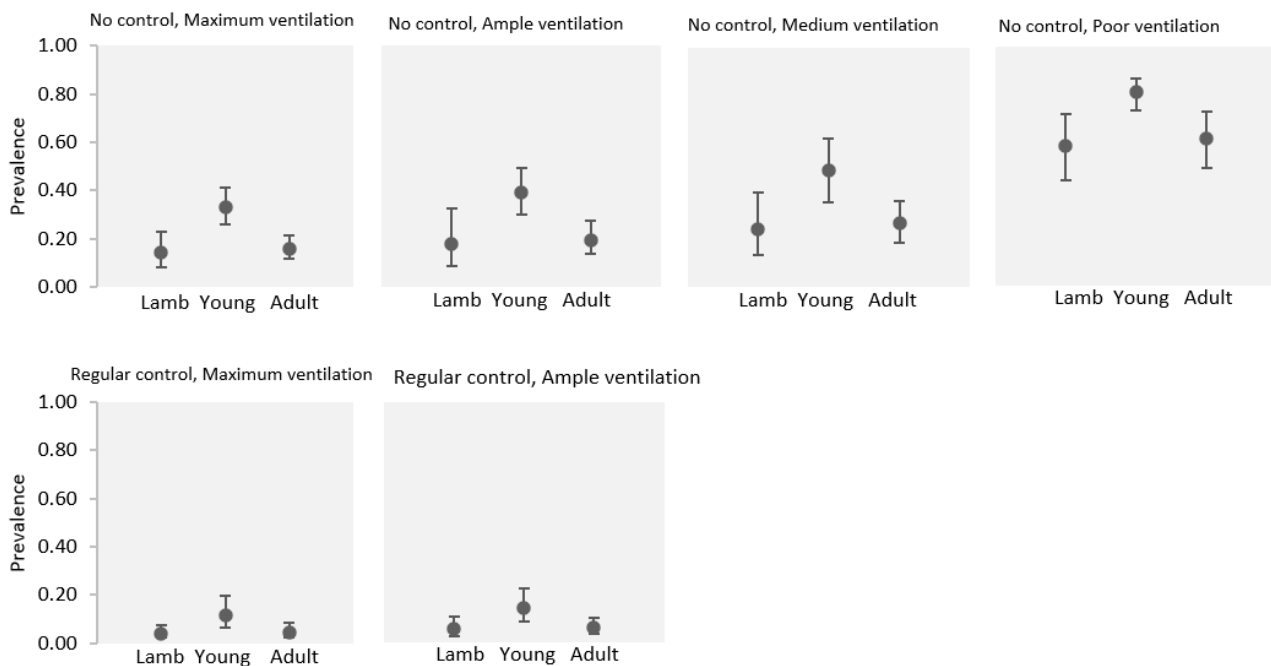 No control, Maximum ventilation
No control, Ample ventilation
No control, Medium ventilation
No control, Poor ventilation
Prevalence
1.00
0.80
0.60
0.40
0.20
0.00
Lamb Young Adult
Lamb Young Adult
Lamb Young Adult
Lamb Young Adult
Regular control, Maximum ventilation
Regular control, Ample ventilation
Prevalence
1.00
0.80
0.60
0.40
0.20
0.00
Lamb Young Adult
Lamb Young Adult